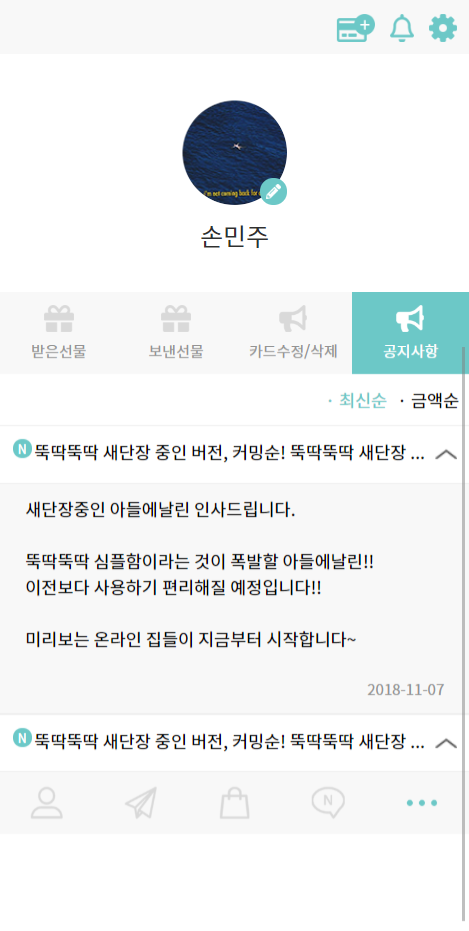 i'm not coming back for
손민주
받은선물
보낸선물
카드수정/삭제
공지사항
· 최신순 · 금액순
N 뚝딱뚝딱 새단장 중인 버전, 커밍순! 뚝딱뚝딱 새단장 ...
새단장중인 아들에날린 인사드립니다.
뚝딱뚝딱 심플함이라는 것이 폭발할 아들에날린!!
이전보다 사용하기 편리해질 예정입니다!!
미리보는 온라인 집들이 지금부터 시작합니다~
2018-11-07
N 뚝딱뚝딱 새단장 중인 버전, 커밍순! 뚝딱뚝딱 새단장 ...
N